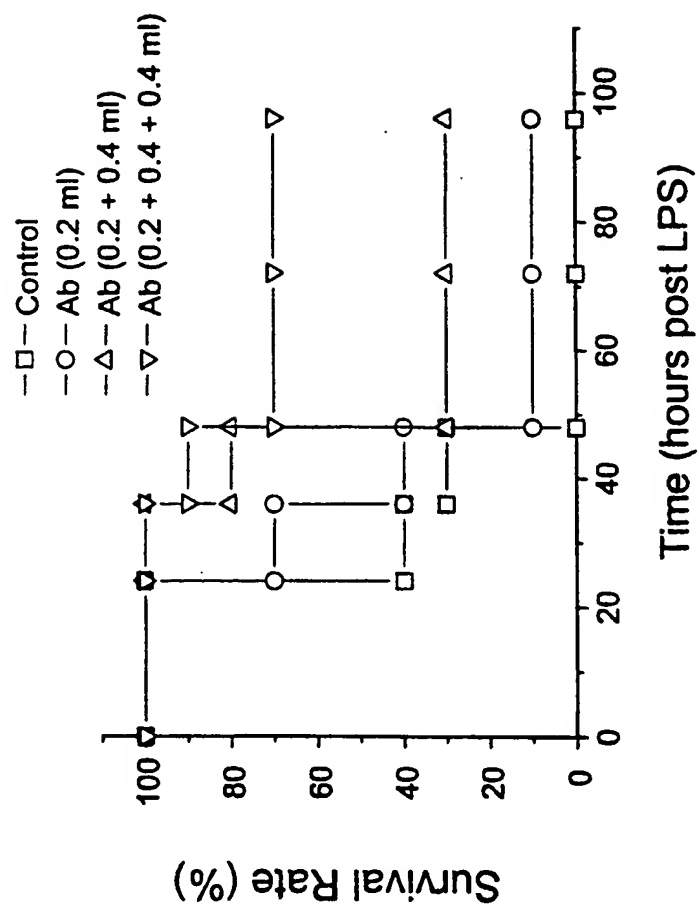 Control
Ab (0.2 ml)
Ab (0.2 + 0.4 ml)
Ab (0.2 + 0.4 + 0.4 ml)
Survival Rate (%)
100
80
60
40
20
0
0
20
40
60
80
100
Time (hours post LPS)